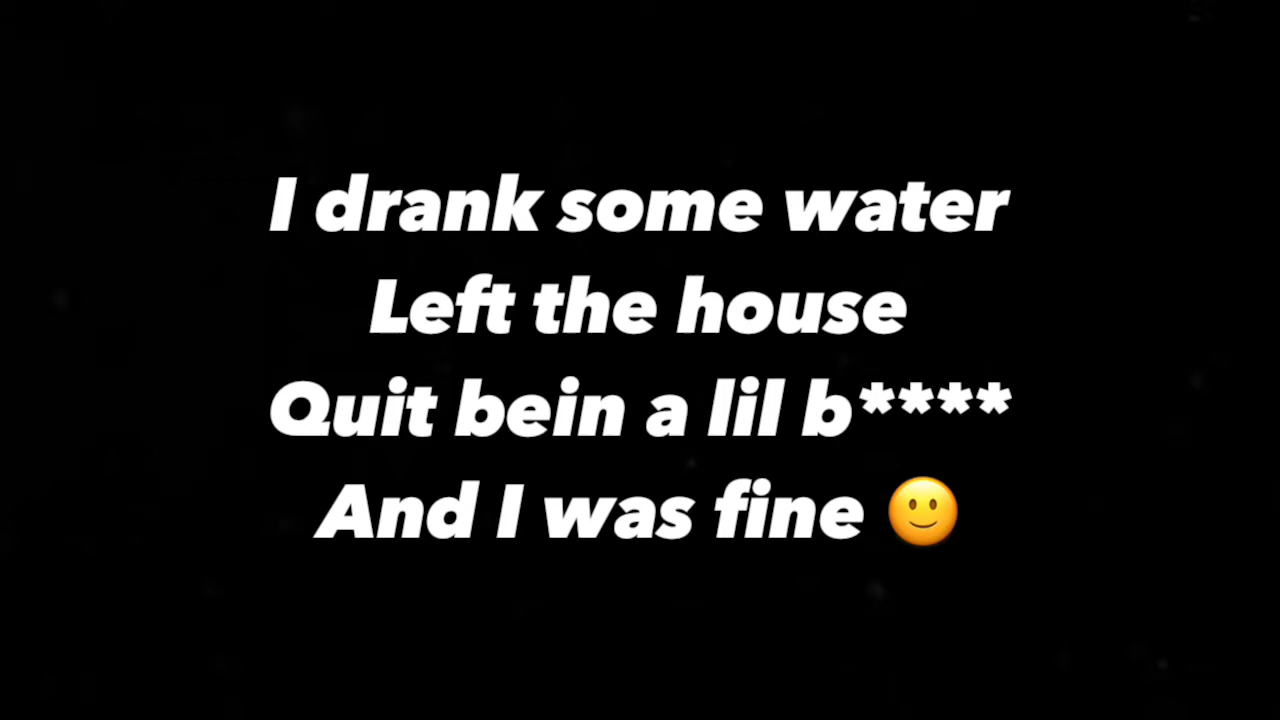 I drank some water
Left the house
Quit bein a lil b****
And I was fine 🙂